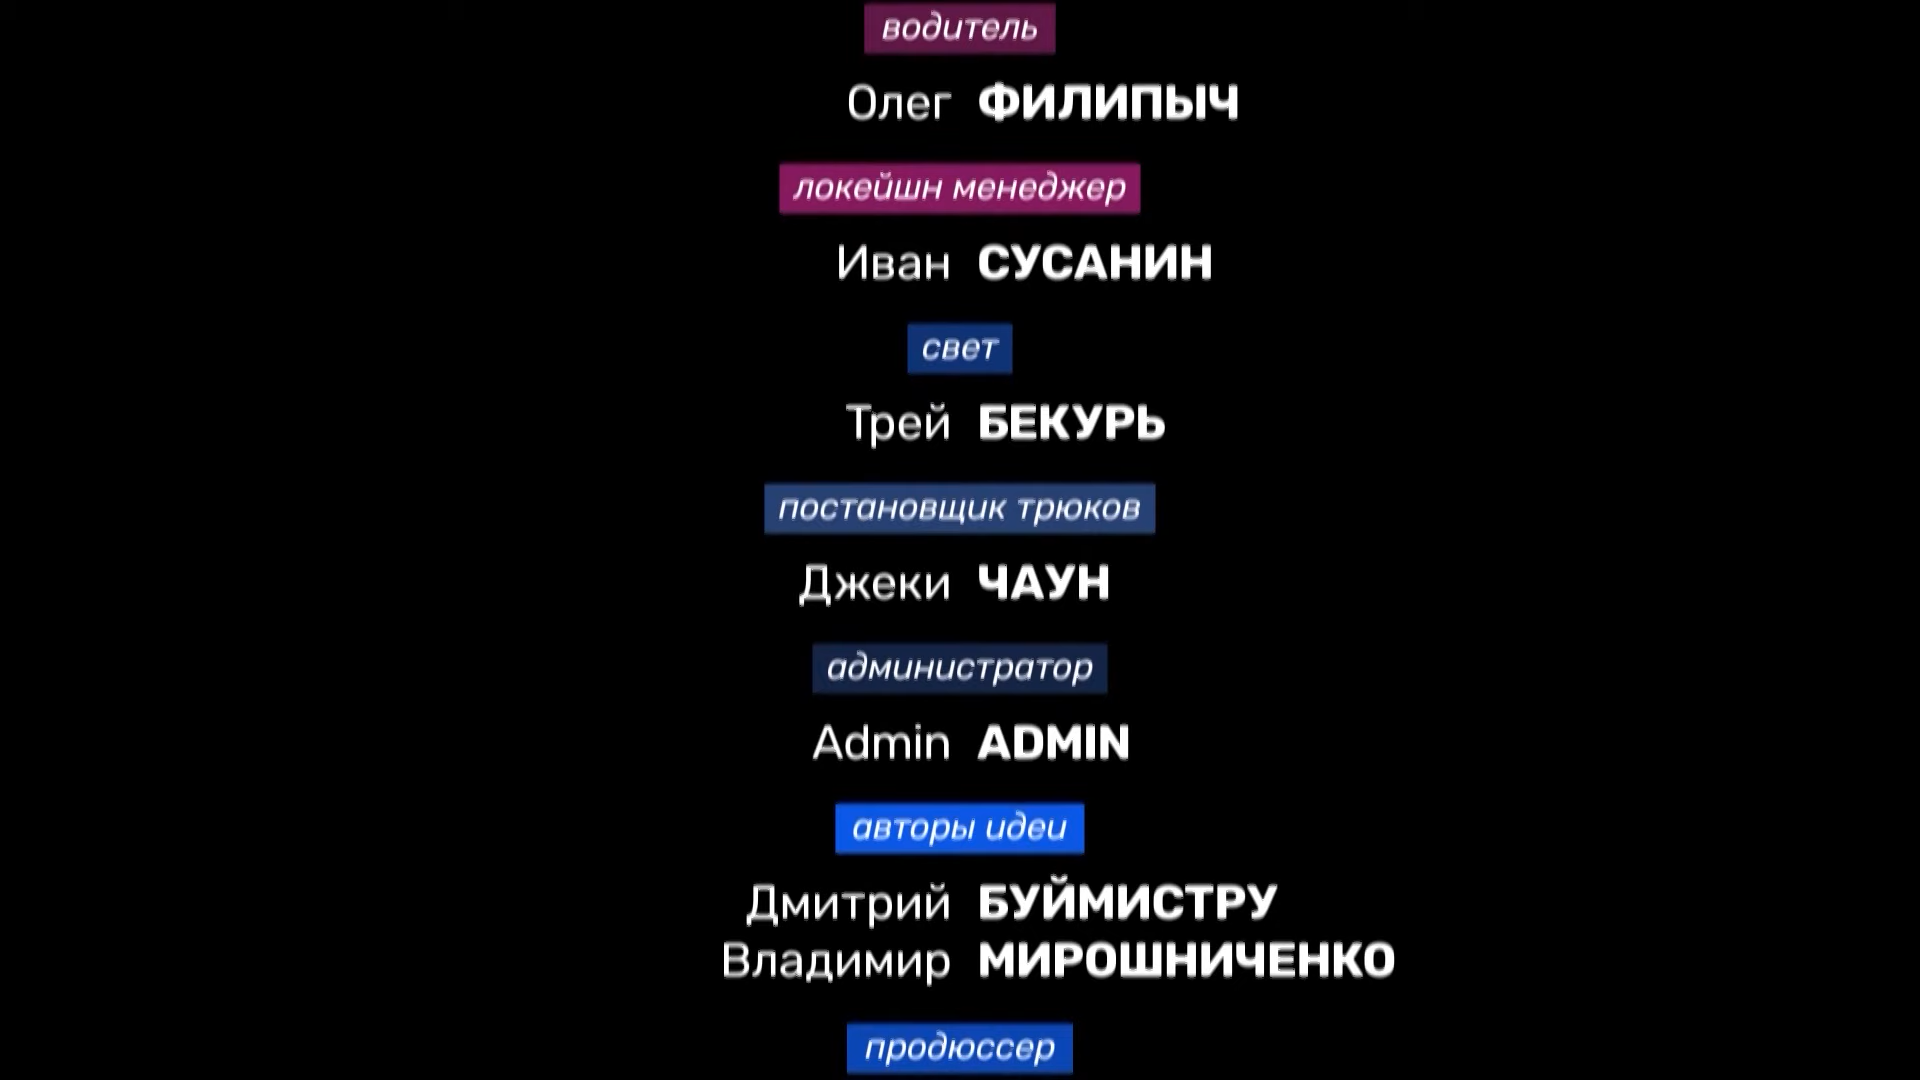 водитель
Олег ФИЛИПЫЧ
локейшн менеджер
Иван СУСАНИН
свет
Трей БЕКУРЬ
постановщик трюков
Джеки ЧАУН
администратор
Admin ADMIN
авторы идеи
Дмитрий БУЙМИСТРУ
Владимир МИРОШНИЧЕНКО
продюссер